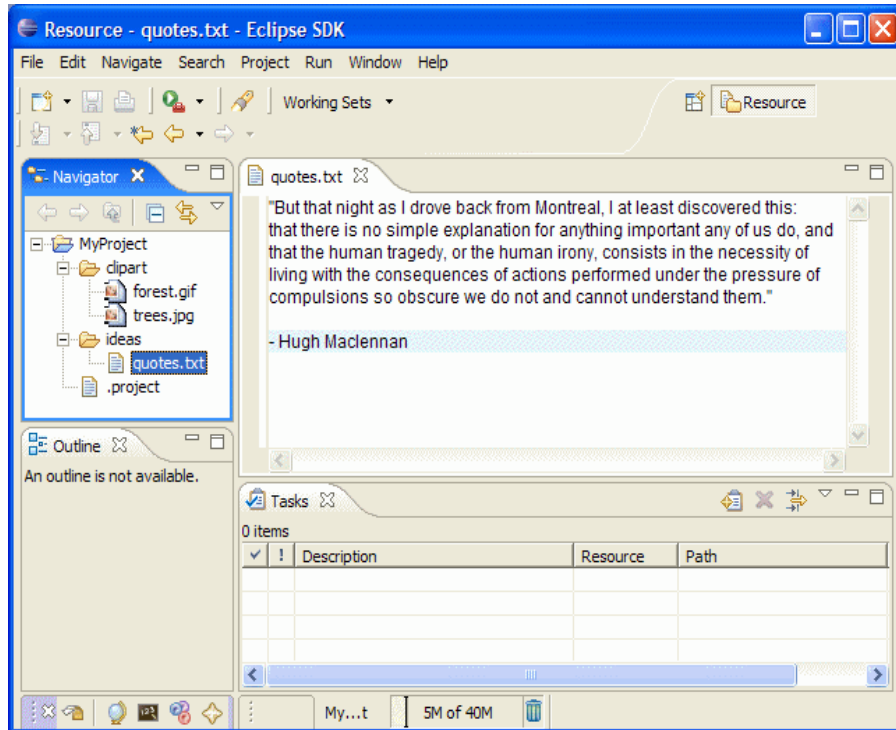 Resource - quotes.txt - Eclipse SDK
File Edit Navigate Search Project Run Window Help
Working Sets
Resource
Navigator
MyProject
clipart
forest.gif
trees.jpg
ideas
quotes.txt
.project
quotes.txt
"But that night as I drove back from Montreal, I at least discovered this:
that there is no simple explanation for anything important any of us do, and
that the human tragedy, or the human irony, consists in the necessity of
living with the consequences of actions performed under the pressure of
compulsions so obscure we do not and cannot understand them."
- Hugh Maclennan
Outline
An outline is not available.
Tasks
0 items
! Description Resource Path
My...t 5M of 40M